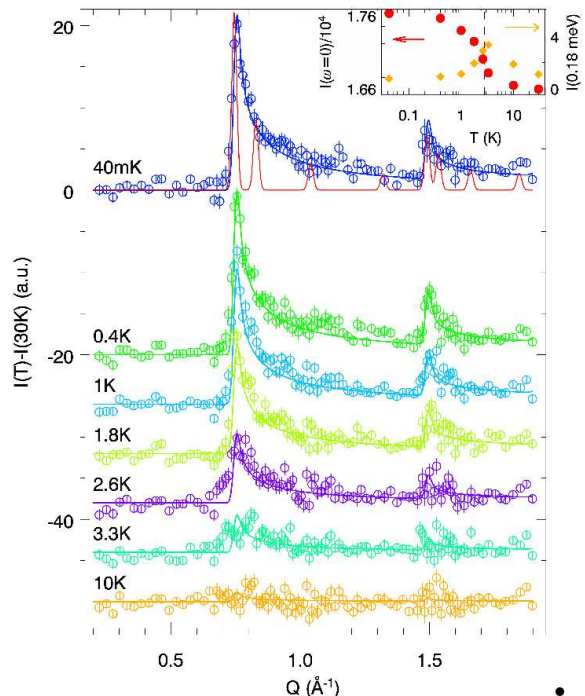 20
0
-20
-40
I(T)-I(30K) (a.u.)
40mK
0.4K
1K
1.8K
2.6K
3.3K
10K
0.5
1.0
1.5
Q (Å⁻¹)
1.76
1.66
I(ω=0)/10⁴
4
0
I(0.18 meV)
0.1
1
10
T (K)